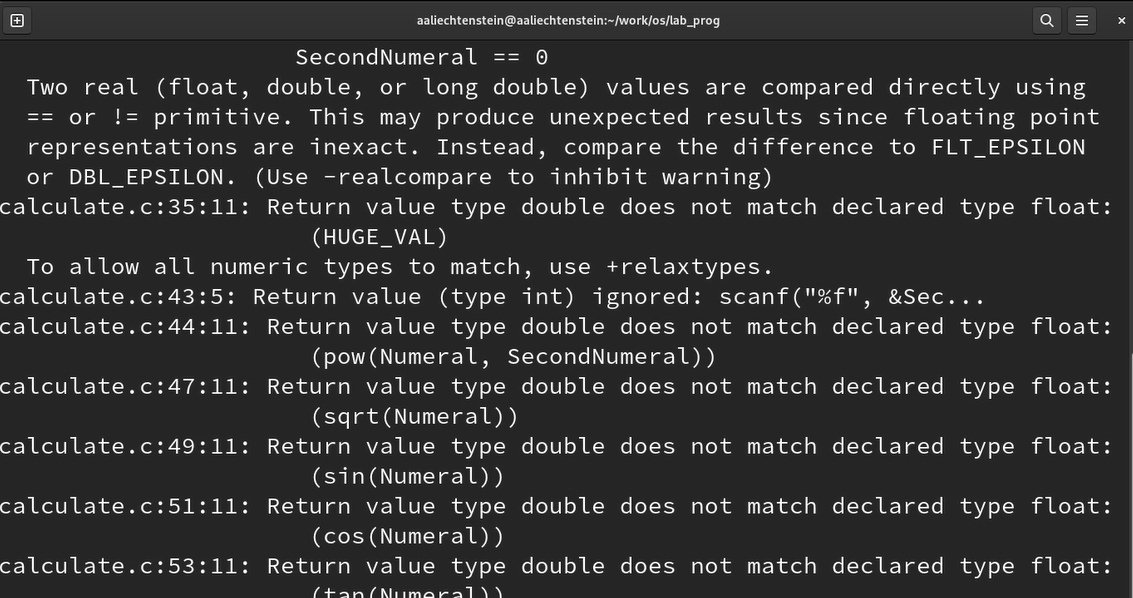 aaliechtenstein@aaliechtenstein:~/work/os/lab_prog
SecondNumeral == 0
Two real (float, double, or long double) values are compared directly using
== or != primitive. This may produce unexpected results since floating point
representations are inexact. Instead, compare the difference to FLT_EPSILON
or DBL_EPSILON. (Use -realcompare to inhibit warning)
calculate.c:35:11: Return value type double does not match declared type float:
(HUGE_VAL)
To allow all numeric types to match, use +relaxtypes.
calculate.c:43:5: Return value (type int) ignored: scanf("%f", &Sec...
calculate.c:44:11: Return value type double does not match declared type float:
(pow(Numeral, SecondNumeral))
calculate.c:47:11: Return value type double does not match declared type float:
(sqrt(Numeral))
calculate.c:49:11: Return value type double does not match declared type float:
(sin(Numeral))
calculate.c:51:11: Return value type double does not match declared type float:
(cos(Numeral))
calculate.c:53:11: Return value type double does not match declared type float:
(tan(Numeral))